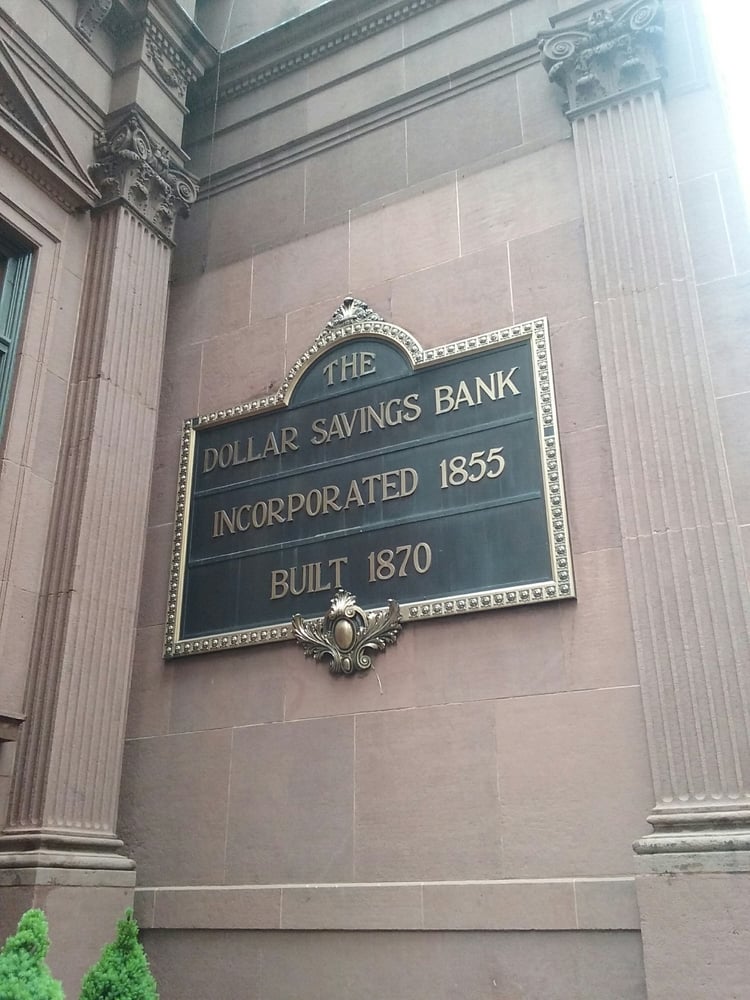 THE
DOLLAR SAVINGS BANK
INCORPORATED 1855
BUILT 1870